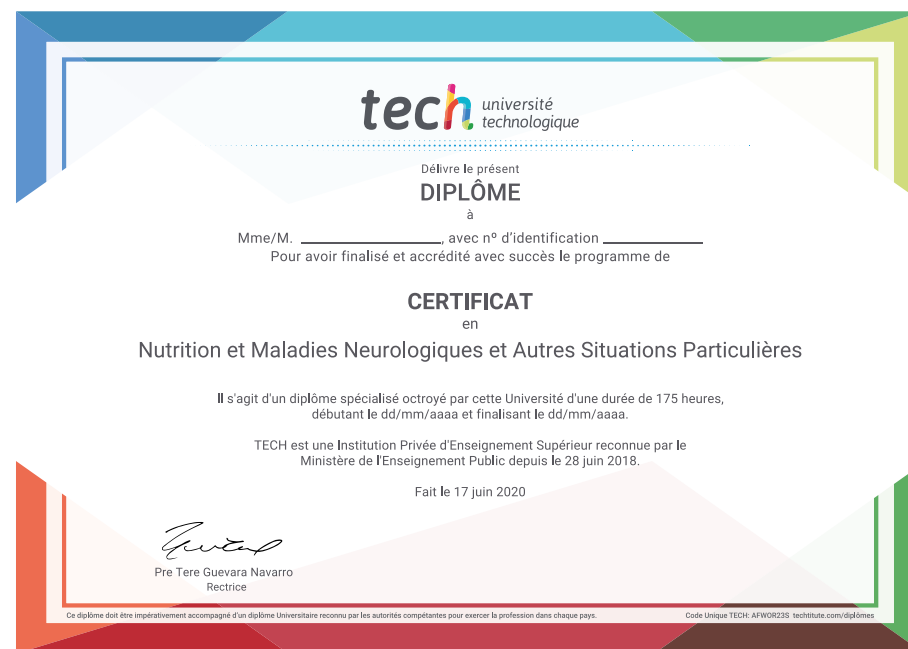 tech université
technologique
Délivre le présent
DIPLÔME
à
Mme/M. ____________________, avec nº d'identification ______________
Pour avoir finalisé et accrédité avec succès le programme de
CERTIFICAT
en
Nutrition et Maladies Neurologiques et Autres Situations Particulières
Il s'agit d'un diplôme spécialisé octroyé par cette Université d'une durée de 175 heures,
débutant le dd/mm/aaaa et finalisant le dd/mm/aaaa.
TECH est une Institution Privée d'Enseignement Supérieur reconnue par le
Ministère de l'Enseignement Public depuis le 28 juin 2018.
Fait le 17 juin 2020
Pre Tere Guevara Navarro
Rectrice
Ce diplôme doit être impérativement accompagné d'un diplôme Universitaire reconnu par les autorités compétentes pour exercer la profession dans chaque pays.
Code Unique TECH: AFWOR23S techtitute.com/diplômes